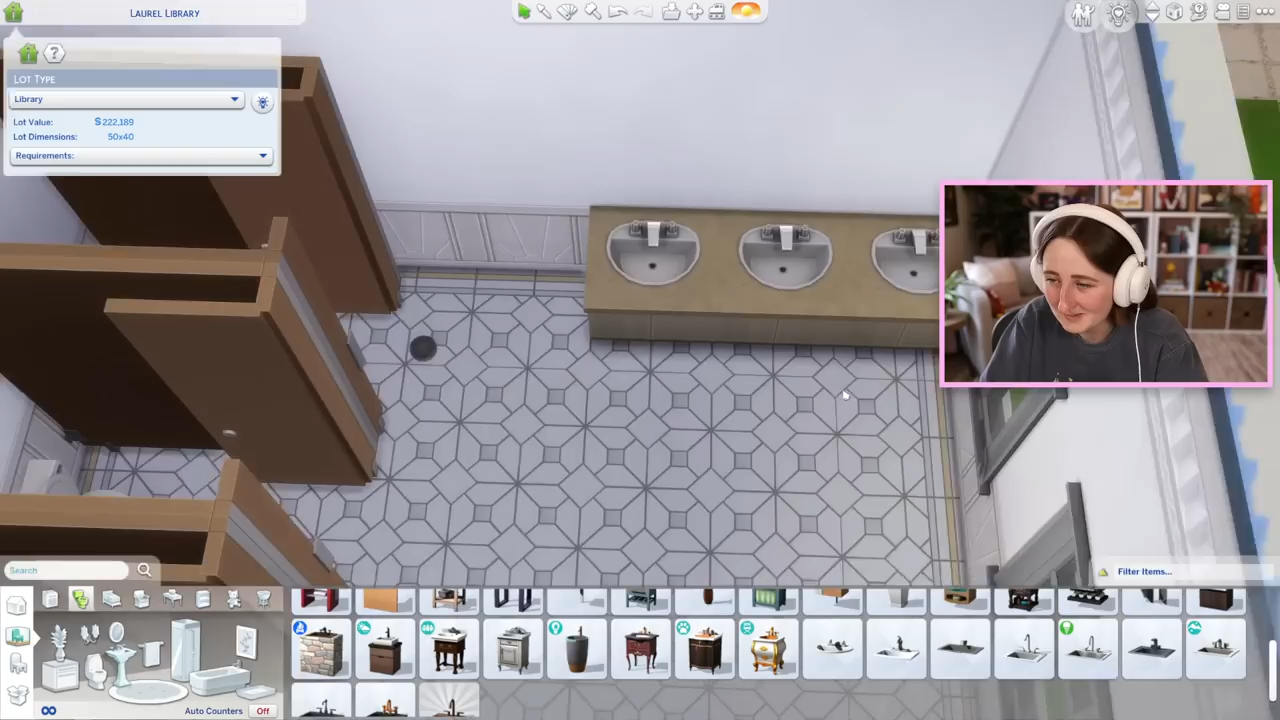 LAUREL LIBRARY
LOT TYPE
Library
Lot Value: §222,189
Lot Dimensions: 50x40
Requirements:
Search
Filter Items...
Auto Counters Off